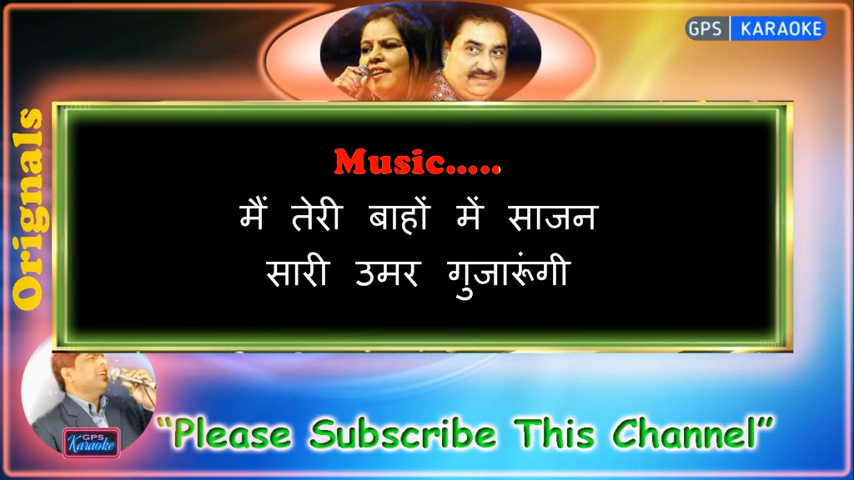 GPS | KARAOKE
Orignals
Music.....
मैं तेरी बाहों में साजन
सारी उमर गुजारूंगी
GPS
Karaoke
“Please Subscribe This Channel”